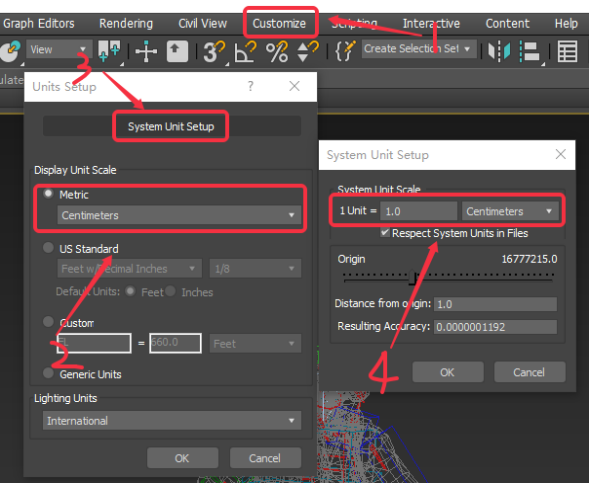 Graph Editors Rendering Civil View Customize Scripting Interactive Content Help
1
View 3 Create Selection Set
3
ulate
Units Setup ? ×
System Unit Setup
Display Unit Scale
Metric
Centimeters
US Standard
Feet w/Decimal Inches 1/8
Default Units: Feet Inches
Custom
FL = 660.0 Feet
2
Generic Units
Lighting Units
International
OK Cancel
System Unit Setup ×
System Unit Scale
1 Unit = 1.0 Centimeters
Respect System Units in Files
Origin 16777215.0
Distance from origin: 1.0
Resulting Accuracy: 0.0000001192
4
OK Cancel